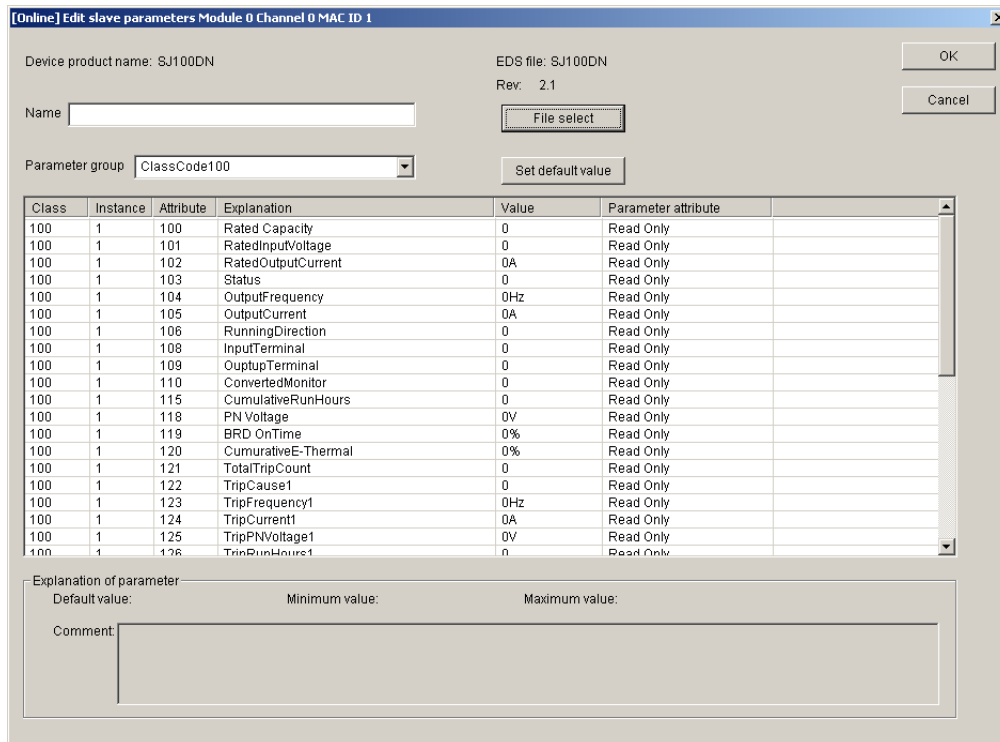 [Online] Edit slave parameters Module 0 Channel 0 MAC ID 1
Device product name: SJ100DN
EDS file: SJ100DN
OK
Rev: 2.1
Cancel
Name
File select
Parameter group ClassCode100
Set default value
Class Instance Attribute Explanation Value Parameter attribute
100 1 100 Rated Capacity 0 Read Only
100 1 101 RatedInputVoltage 0 Read Only
100 1 102 RatedOutputCurrent 0A Read Only
100 1 103 Status 0 Read Only
100 1 104 OutputFrequency 0Hz Read Only
100 1 105 OutputCurrent 0A Read Only
100 1 106 RunningDirection 0 Read Only
100 1 108 InputTerminal 0 Read Only
100 1 109 OuptupTerminal 0 Read Only
100 1 110 ConvertedMonitor 0 Read Only
100 1 115 CumulativeRunHours 0 Read Only
100 1 118 PN Voltage 0V Read Only
100 1 119 BRD OnTime 0% Read Only
100 1 120 CumurativeE-Thermal 0% Read Only
100 1 121 TotalTripCount 0 Read Only
100 1 122 TripCause1 0 Read Only
100 1 123 TripFrequency1 0Hz Read Only
100 1 124 TripCurrent1 0A Read Only
100 1 125 TripPNVoltage1 0V Read Only
100 1 126 TripRunHours1 0 Read Only
Explanation of parameter
Default value: Minimum value: Maximum value:
Comment: